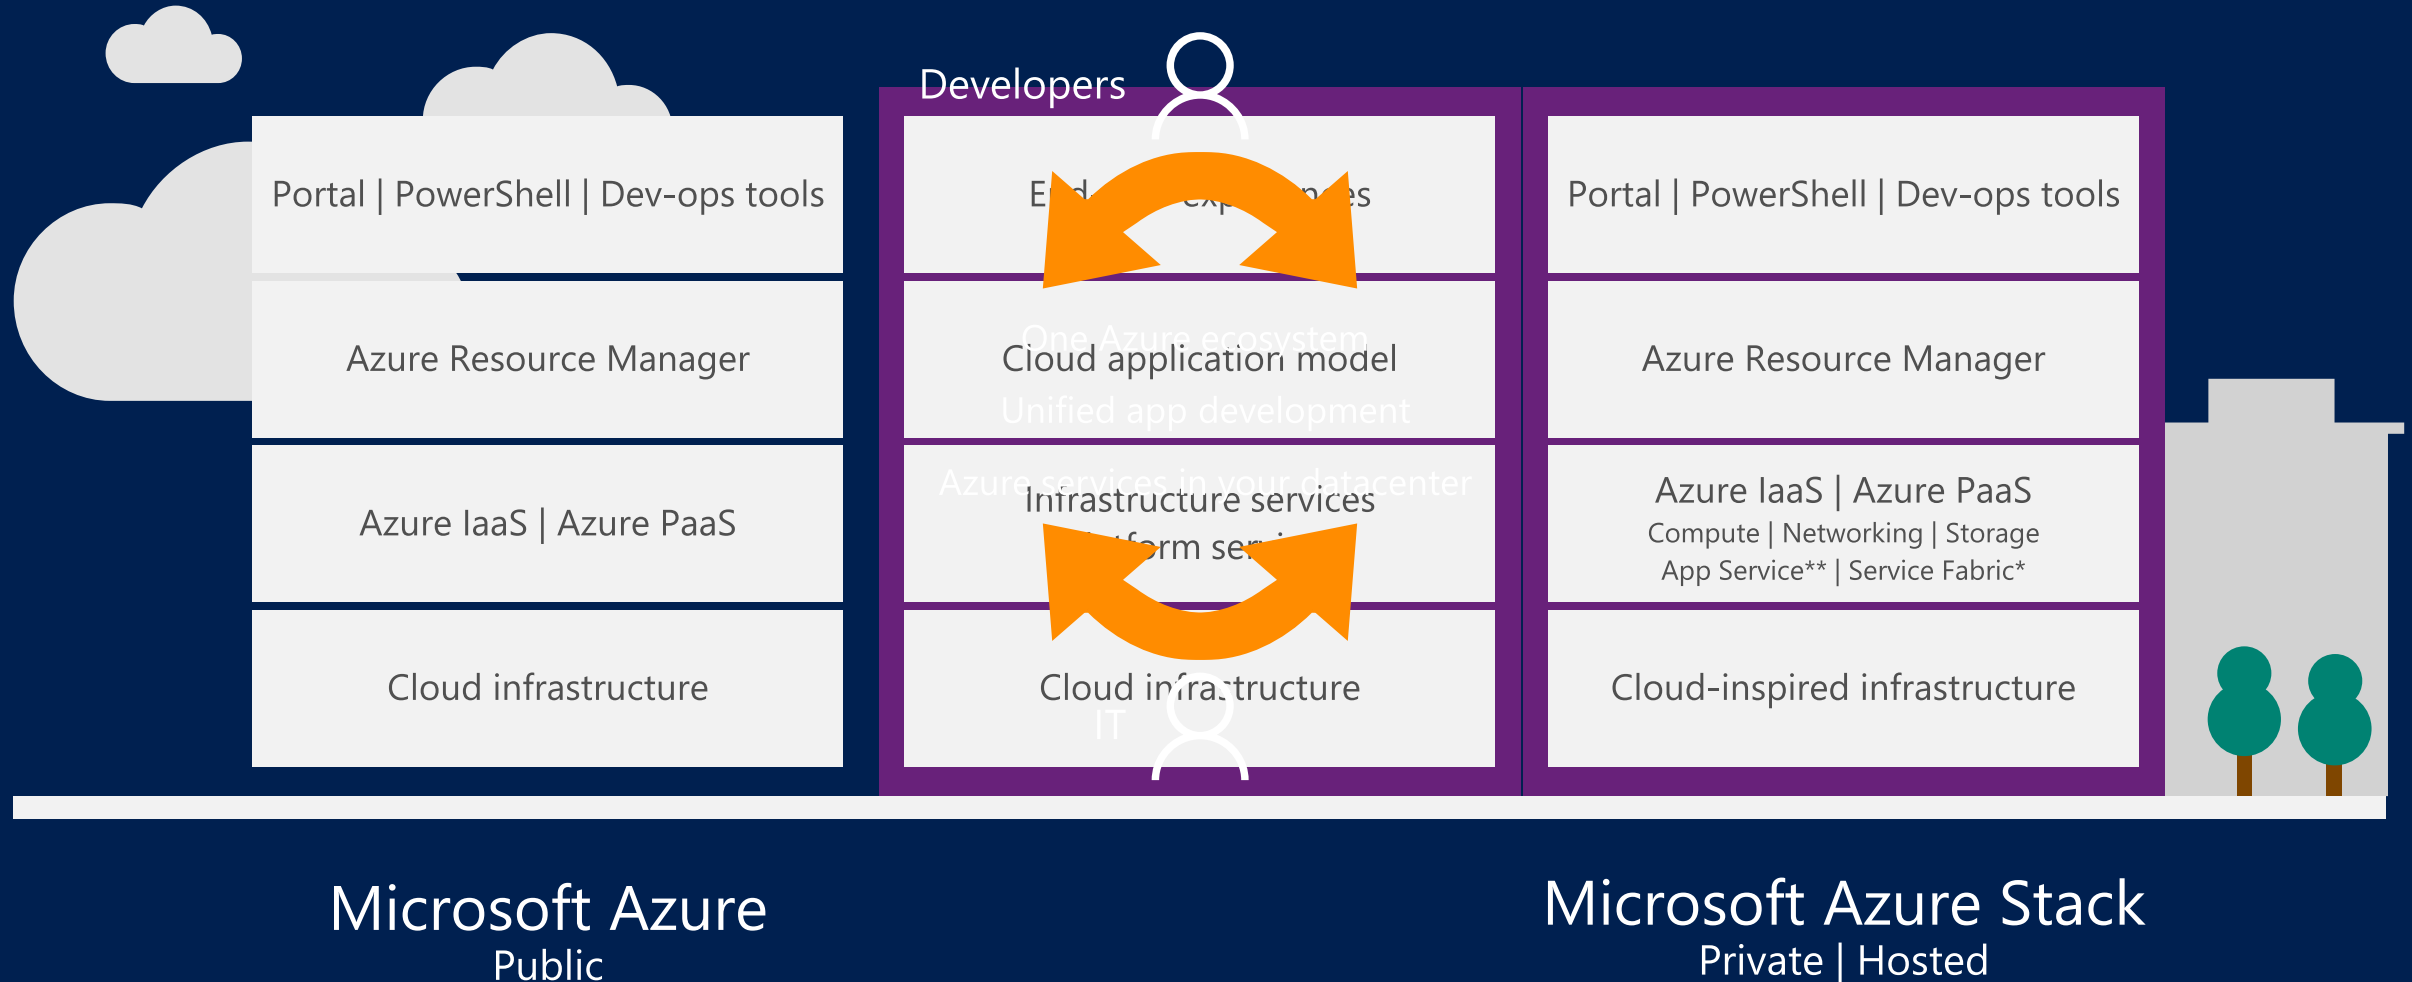 Developers
Portal | PowerShell | Dev-ops tools
Azure Resource Manager
Azure IaaS | Azure PaaS
Cloud infrastructure
One Azure ecosystem
Cloud application model
Unified app development
Azure services in your datacenter
Infrastructure services
Cloud infrastructure
IT
Portal | PowerShell | Dev-ops tools
Azure Resource Manager
Azure IaaS | Azure PaaS
Compute | Networking | Storage
App Service** | Service Fabric*
Cloud-inspired infrastructure
Microsoft Azure
Public
Microsoft Azure Stack
Private | Hosted